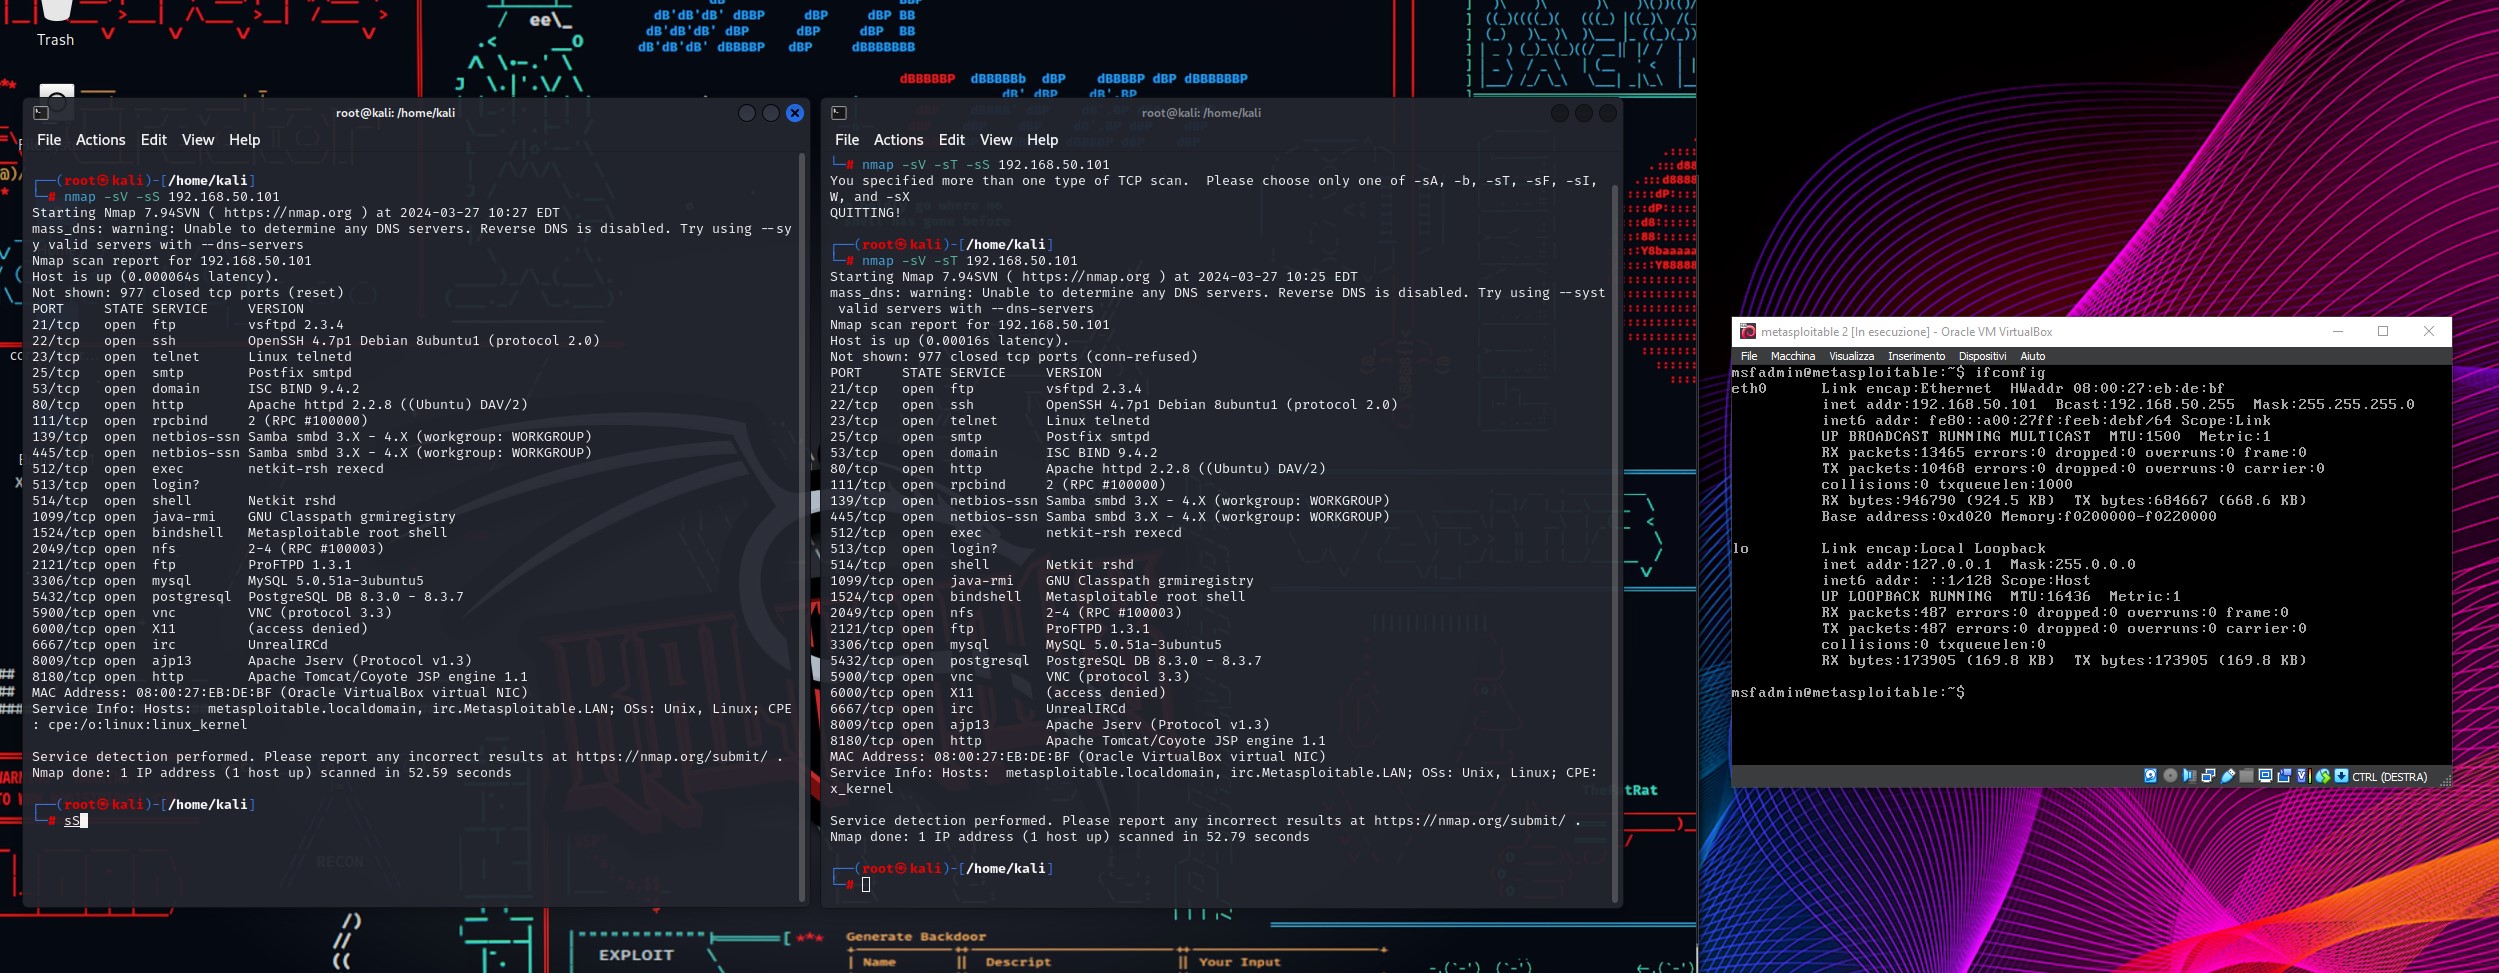 Trash
root@kali: /home/kali
File Actions Edit View Help
┌──(root㉿kali)-[/home/kali]
└─# nmap -sV -sS 192.168.50.101
Starting Nmap 7.94SVN ( https://nmap.org ) at 2024-03-27 10:27 EDT
mass_dns: warning: Unable to determine any DNS servers. Reverse DNS is disabled. Try using --sy
y valid servers with --dns-servers
Nmap scan report for 192.168.50.101
Host is up (0.000064s latency).
Not shown: 977 closed tcp ports (reset)
PORT     STATE SERVICE     VERSION
21/tcp   open  ftp         vsftpd 2.3.4
22/tcp   open  ssh         OpenSSH 4.7p1 Debian 8ubuntu1 (protocol 2.0)
23/tcp   open  telnet      Linux telnetd
25/tcp   open  smtp        Postfix smtpd
53/tcp   open  domain      ISC BIND 9.4.2
80/tcp   open  http        Apache httpd 2.2.8 ((Ubuntu) DAV/2)
111/tcp  open  rpcbind     2 (RPC #100000)
139/tcp  open  netbios-ssn Samba smbd 3.X - 4.X (workgroup: WORKGROUP)
445/tcp  open  netbios-ssn Samba smbd 3.X - 4.X (workgroup: WORKGROUP)
512/tcp  open  exec        netkit-rsh rexecd
513/tcp  open  login?
514/tcp  open  shell       Netkit rshd
1099/tcp open  java-rmi    GNU Classpath grmiregistry
1524/tcp open  bindshell   Metasploitable root shell
2049/tcp open  nfs         2-4 (RPC #100003)
2121/tcp open  ftp         ProFTPD 1.3.1
3306/tcp open  mysql       MySQL 5.0.51a-3ubuntu5
5432/tcp open  postgresql  PostgreSQL DB 8.3.0 - 8.3.7
5900/tcp open  vnc         VNC (protocol 3.3)
6000/tcp open  X11         (access denied)
6667/tcp open  irc         UnrealIRCd
8009/tcp open  ajp13       Apache Jserv (Protocol v1.3)
8180/tcp open  http        Apache Tomcat/Coyote JSP engine 1.1
MAC Address: 08:00:27:EB:DE:BF (Oracle VirtualBox virtual NIC)
Service Info: Hosts:  metasploitable.localdomain, irc.Metasploitable.LAN; OSs: Unix, Linux; CPE
: cpe:/o:linux:linux_kernel
Service detection performed. Please report any incorrect results at https://nmap.org/submit/ .
Nmap done: 1 IP address (1 host up) scanned in 52.59 seconds
┌──(root㉿kali)-[/home/kali]
└─# sS
root@kali: /home/kali
File Actions Edit View Help
└─# nmap -sV -sT -sS 192.168.50.101
You specified more than one type of TCP scan.  Please choose only one of -sA, -b, -sT, -sF, -sI,
W, and -sX
QUITTING!
┌──(root㉿kali)-[/home/kali]
└─# nmap -sV -sT 192.168.50.101
Starting Nmap 7.94SVN ( https://nmap.org ) at 2024-03-27 10:25 EDT
mass_dns: warning: Unable to determine any DNS servers. Reverse DNS is disabled. Try using --syst
valid servers with --dns-servers
Nmap scan report for 192.168.50.101
Host is up (0.00016s latency).
Not shown: 977 closed tcp ports (conn-refused)
PORT     STATE SERVICE     VERSION
21/tcp   open  ftp         vsftpd 2.3.4
22/tcp   open  ssh         OpenSSH 4.7p1 Debian 8ubuntu1 (protocol 2.0)
23/tcp   open  telnet      Linux telnetd
25/tcp   open  smtp        Postfix smtpd
53/tcp   open  domain      ISC BIND 9.4.2
80/tcp   open  http        Apache httpd 2.2.8 ((Ubuntu) DAV/2)
111/tcp  open  rpcbind     2 (RPC #100000)
139/tcp  open  netbios-ssn Samba smbd 3.X - 4.X (workgroup: WORKGROUP)
445/tcp  open  netbios-ssn Samba smbd 3.X - 4.X (workgroup: WORKGROUP)
512/tcp  open  exec        netkit-rsh rexecd
513/tcp  open  login?
514/tcp  open  shell       Netkit rshd
1099/tcp open  java-rmi    GNU Classpath grmiregistry
1524/tcp open  bindshell   Metasploitable root shell
2049/tcp open  nfs         2-4 (RPC #100003)
2121/tcp open  ftp         ProFTPD 1.3.1
3306/tcp open  mysql       MySQL 5.0.51a-3ubuntu5
5432/tcp open  postgresql  PostgreSQL DB 8.3.0 - 8.3.7
5900/tcp open  vnc         VNC (protocol 3.3)
6000/tcp open  X11         (access denied)
6667/tcp open  irc         UnrealIRCd
8009/tcp open  ajp13       Apache Jserv (Protocol v1.3)
8180/tcp open  http        Apache Tomcat/Coyote JSP engine 1.1
MAC Address: 08:00:27:EB:DE:BF (Oracle VirtualBox virtual NIC)
Service Info: Hosts:  metasploitable.localdomain, irc.Metasploitable.LAN; OSs: Unix, Linux; CPE:
x_kernel
Service detection performed. Please report any incorrect results at https://nmap.org/submit/ .
Nmap done: 1 IP address (1 host up) scanned in 52.79 seconds
┌──(root㉿kali)-[/home/kali]
└─#
metasploitable 2 [In esecuzione] - Oracle VM VirtualBox
File Macchina Visualizza Inserimento Dispositivi Aiuto
msfadmin@metasploitable:~$ ifconfig
eth0      Link encap:Ethernet  HWaddr 08:00:27:eb:de:bf
inet addr:192.168.50.101  Bcast:192.168.50.255  Mask:255.255.255.0
inet6 addr: fe80::a00:27ff:feeb:debf/64 Scope:Link
UP BROADCAST RUNNING MULTICAST  MTU:1500  Metric:1
RX packets:13465 errors:0 dropped:0 overruns:0 frame:0
TX packets:10468 errors:0 dropped:0 overruns:0 carrier:0
collisions:0 txqueuelen:1000
RX bytes:946790 (924.5 KB)  TX bytes:684667 (668.6 KB)
Base address:0xd020 Memory:f0200000-f0220000
lo        Link encap:Local Loopback
inet addr:127.0.0.1  Mask:255.0.0.0
inet6 addr: ::1/128 Scope:Host
UP LOOPBACK RUNNING  MTU:16436  Metric:1
RX packets:487 errors:0 dropped:0 overruns:0 frame:0
TX packets:487 errors:0 dropped:0 overruns:0 carrier:0
collisions:0 txqueuelen:0
RX bytes:173905 (169.8 KB)  TX bytes:173905 (169.8 KB)
msfadmin@metasploitable:~$
CTRL (DESTRA)
RECON
EXPLOIT
Generate Backdoor
Name || Descript || Your Input